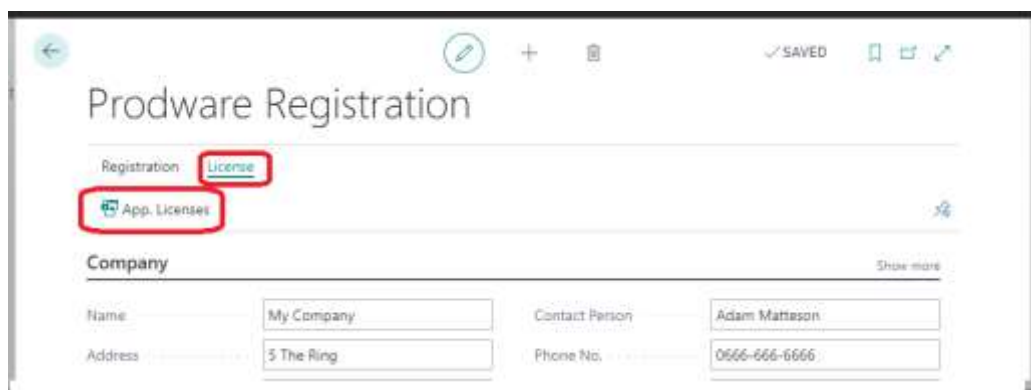 SAVED
Prodware Registration
Registration License
App. Licenses
Company Show more
Name My Company Contact Person Adam Matteson
Address 5 The Ring Phone No. 0666-666-6666